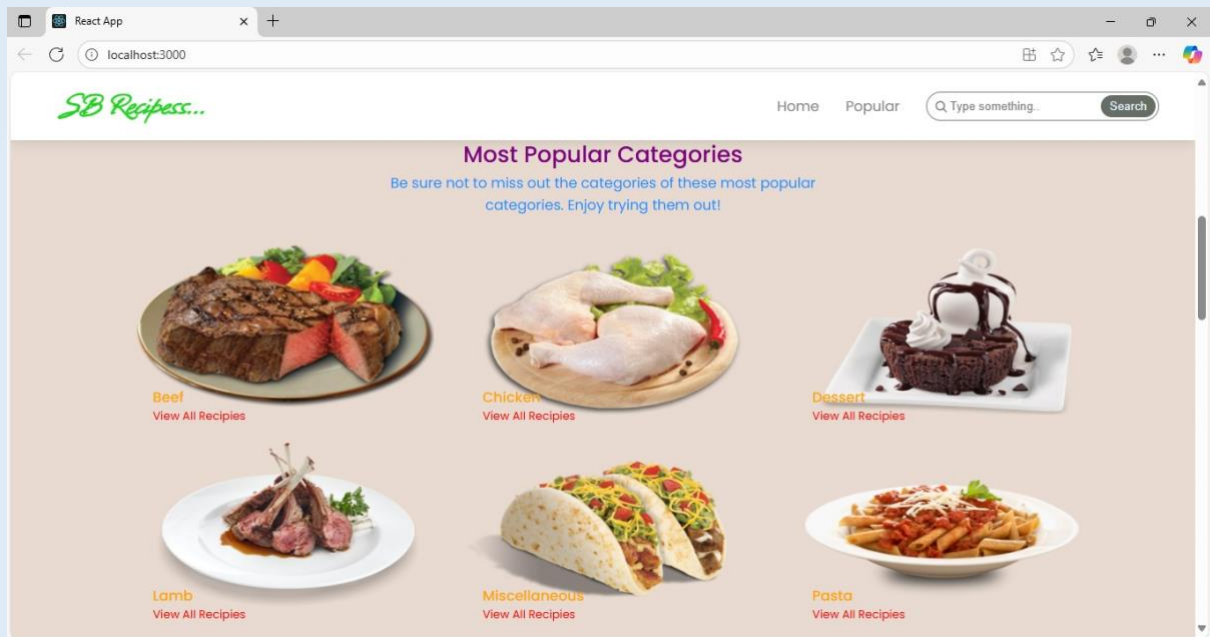 React App
localhost:3000
SB Recipess...
Home Popular Type something.. Search
Most Popular Categories
Be sure not to miss out the categories of these most popular
categories. Enjoy trying them out!
Beef Chicken Dessert
View All Recipies View All Recipies View All Recipies
Lamb Miscellaneous Pasta
View All Recipies View All Recipies View All Recipies